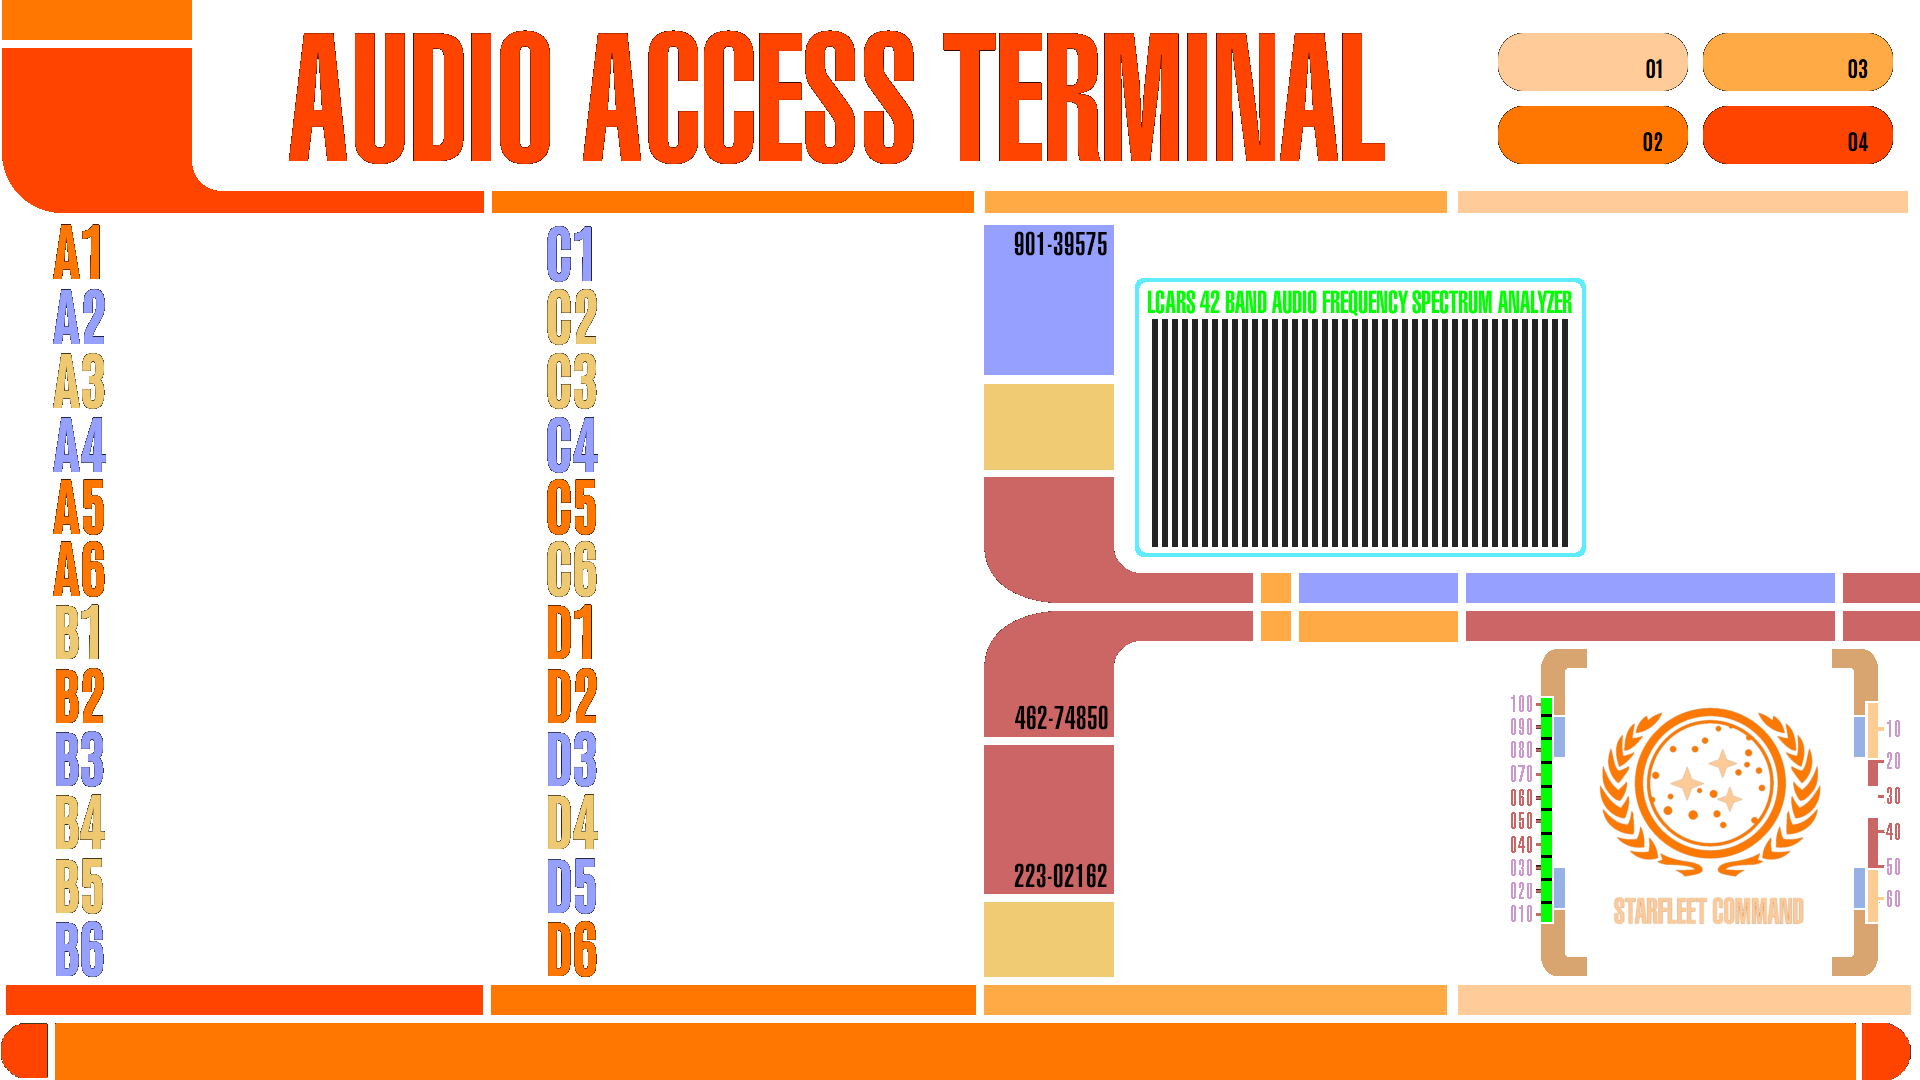 AUDIO ACCESS TERMINAL
01
03
02
04
A1
A2
A3
A4
A5
A6
B1
B2
B3
B4
B5
B6
C1
C2
C3
C4
C5
C6
D1
D2
D3
D4
D5
D6
901-39575
LCARS 42 BAND AUDIO FREQUENCY SPECTRUM ANALYZER
462-74850
223-02162
100
090
080
070
060
050
040
030
020
010
10
20
30
40
50
60
STARFLEET COMMAND